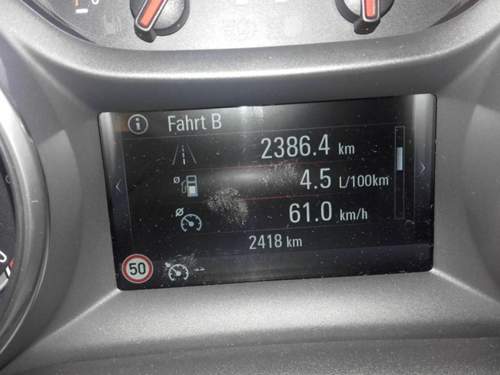 Fahrt B
2386.4 km
ø 4.5 L/100km
ø 61.0 km/h
2418 km
50 --